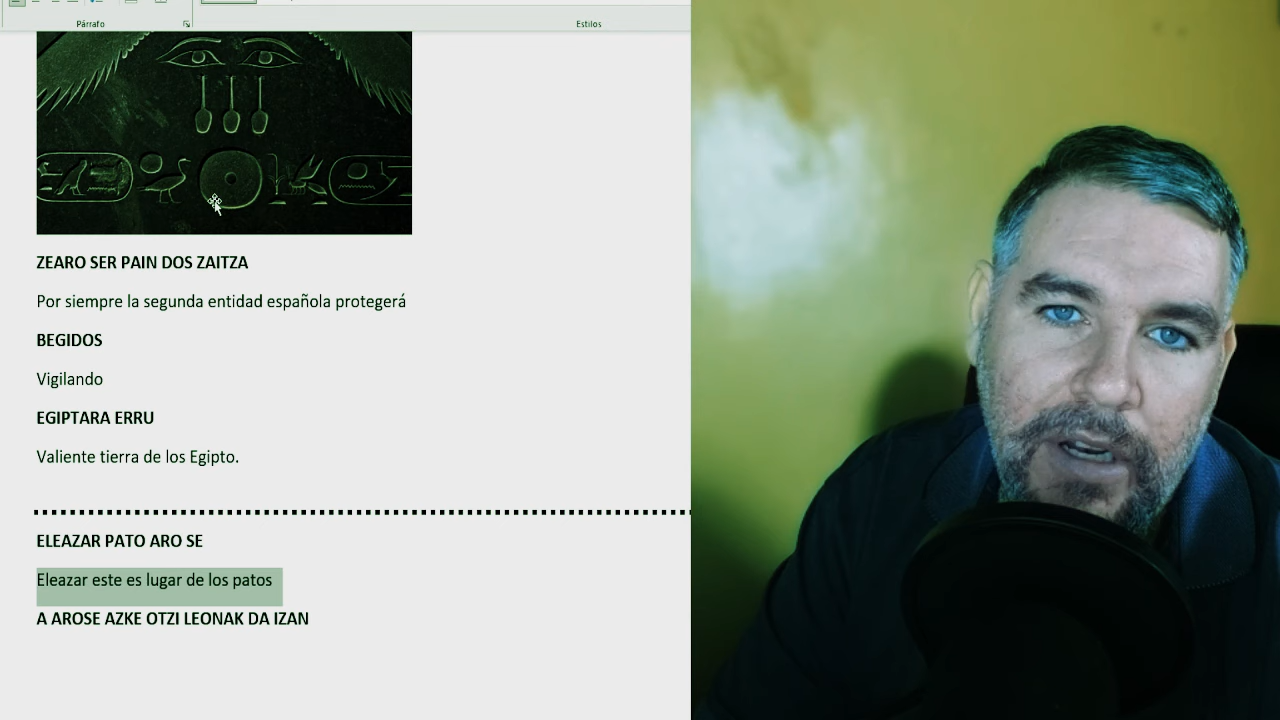 Párrafo
Estilos
ZEARO SER PAIN DOS ZAITZA
Por siempre la segunda entidad española protegerá
BEGIDOS
Vigilando
EGIPTARA ERRU
Valiente tierra de los Egipto.
ELEAZAR PATO ARO SE
Eleazar este es lugar de los patos
A AROSE AZKE OTZI LEONAK DA IZAN